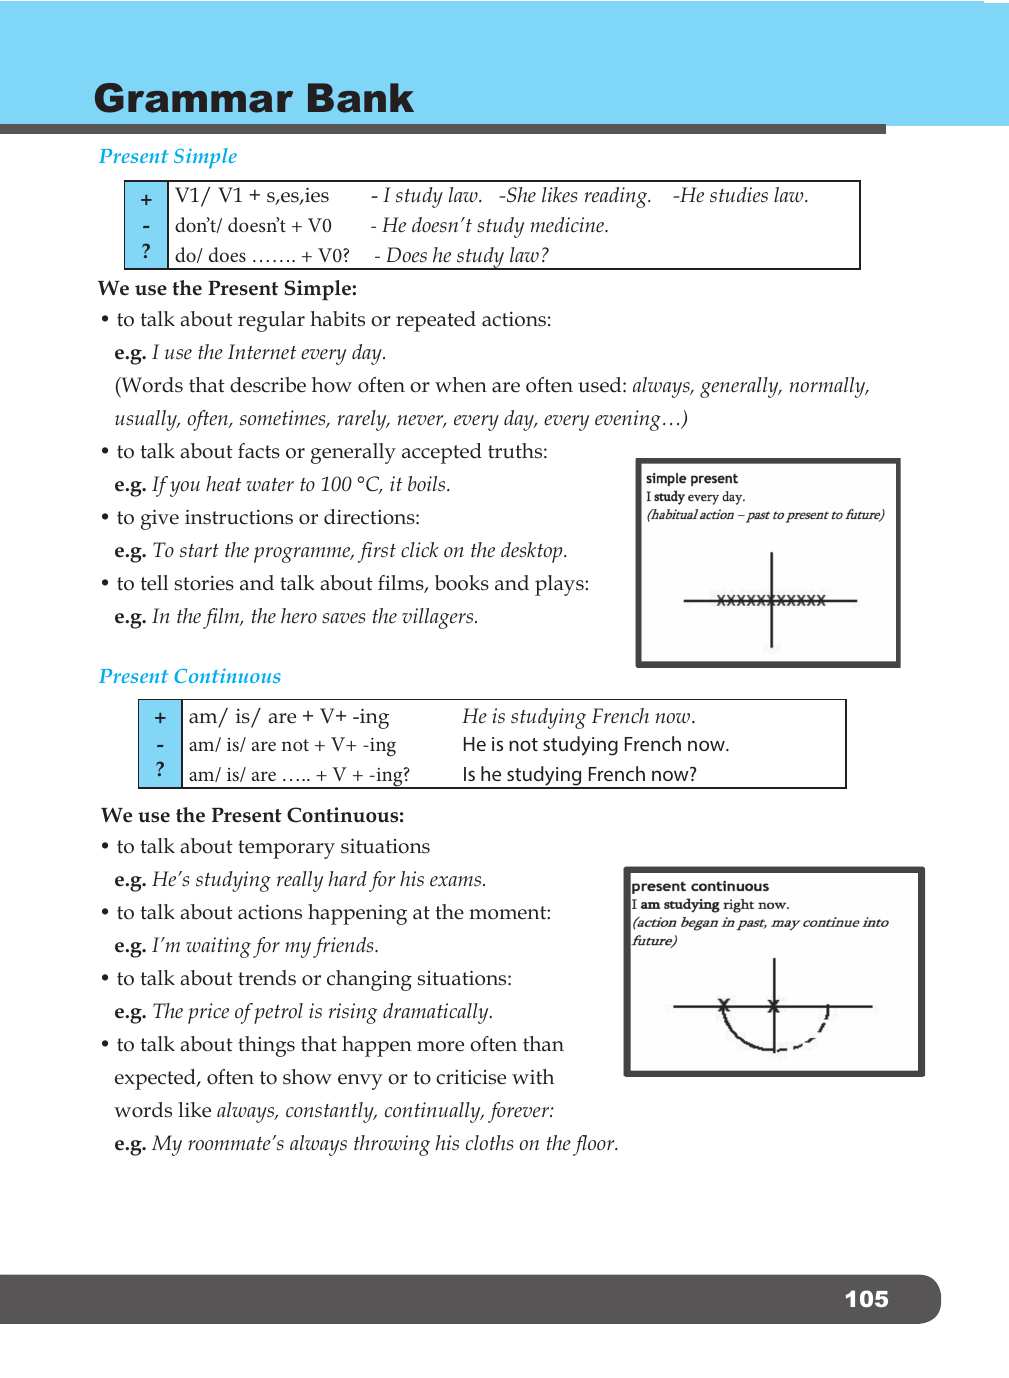 Grammar Bank
Present Simple
+ V1/ V1 + s,es,ies - I study law. -She likes reading. -He studies law.
- don't/ doesn't + V0 - He doesn't study medicine.
? do/ does ……. + V0? - Does he study law?
We use the Present Simple:
• to talk about regular habits or repeated actions:
e.g. I use the Internet every day.
(Words that describe how often or when are often used: always, generally, normally,
usually, often, sometimes, rarely, never, every day, every evening…)
• to talk about facts or generally accepted truths:
e.g. If you heat water to 100 °C, it boils.
• to give instructions or directions:
e.g. To start the programme, first click on the desktop.
• to tell stories and talk about films, books and plays:
e.g. In the film, the hero saves the villagers.
simple present
I study every day.
(habitual action – past to present to future)
XXXXXXXXXXX
Present Continuous
+ am/ is/ are + V+ -ing He is studying French now.
- am/ is/ are not + V+ -ing He is not studying French now.
? am/ is/ are ….. + V + -ing? Is he studying French now?
We use the Present Continuous:
• to talk about temporary situations
e.g. He's studying really hard for his exams.
• to talk about actions happening at the moment:
e.g. I'm waiting for my friends.
• to talk about trends or changing situations:
e.g. The price of petrol is rising dramatically.
• to talk about things that happen more often than
expected, often to show envy or to criticise with
words like always, constantly, continually, forever:
e.g. My roommate's always throwing his cloths on the floor.
present continuous
I am studying right now.
(action began in past, may continue into
future)
X X
105